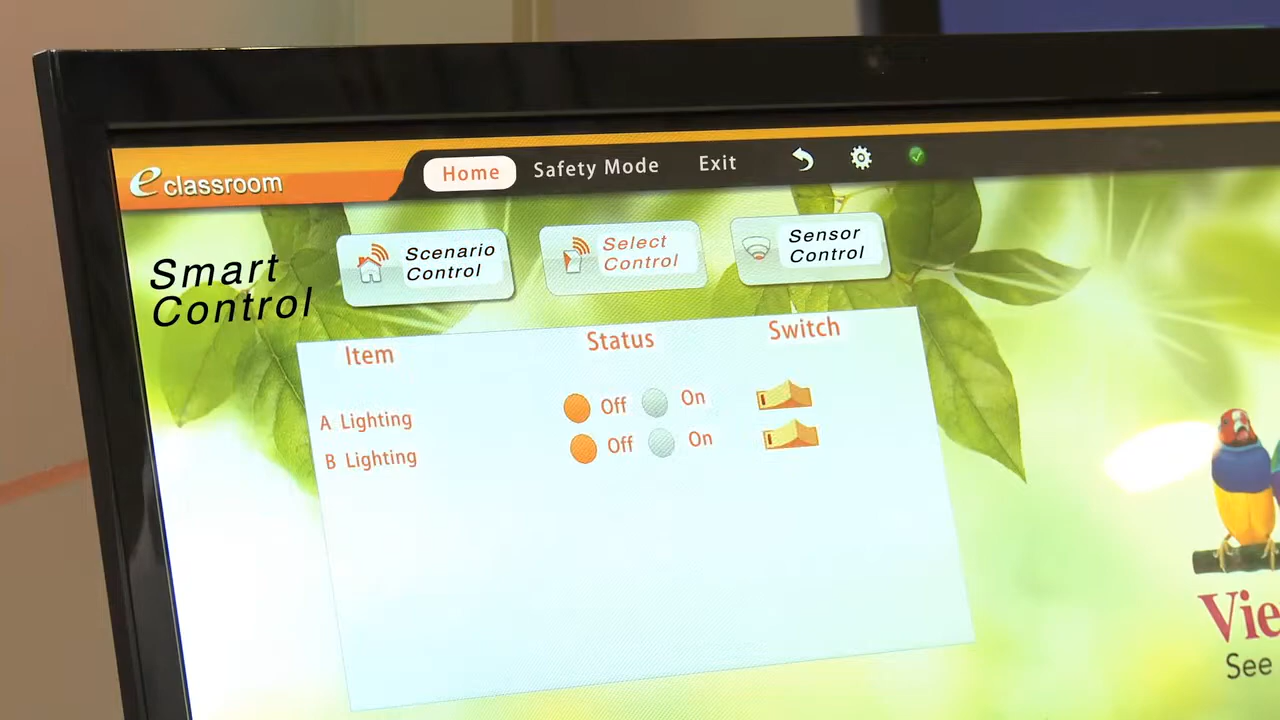 e classroom
Home Safety Mode Exit
Smart
Control
Scenario
Control
Select
Control
Sensor
Control
Item Status Switch
A Lighting Off On
B Lighting Off On
Vie
See